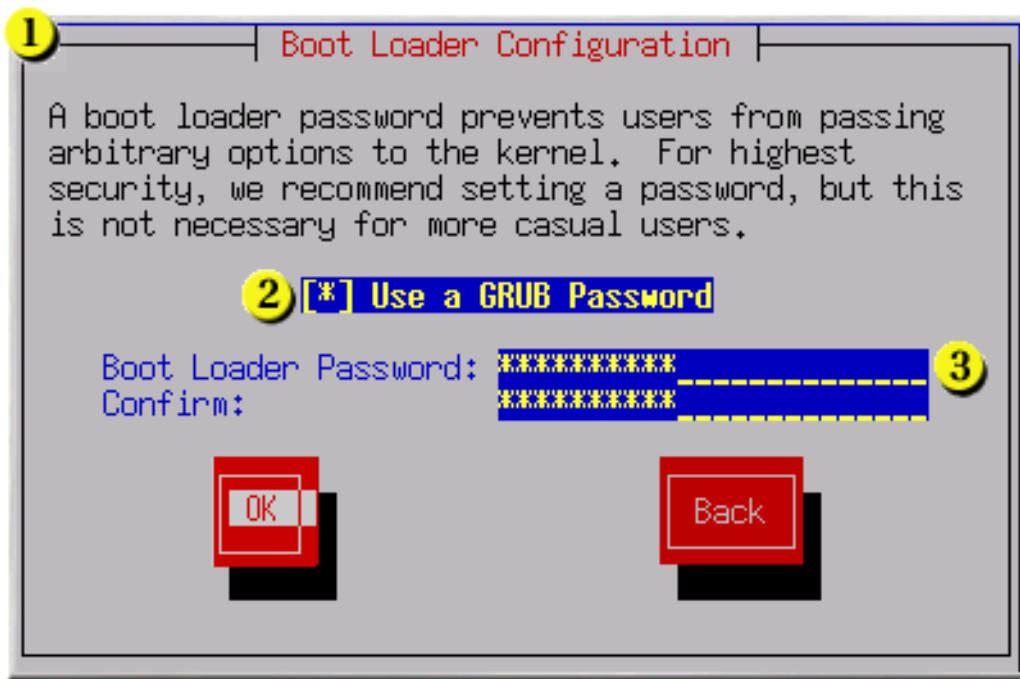 1
Boot Loader Configuration
A boot loader password prevents users from passing
arbitrary options to the kernel.  For highest
security, we recommend setting a password, but this
is not necessary for more casual users.
2 [*] Use a GRUB Password
Boot Loader Password: **********______________ 3
Confirm: **********______________
OK Back